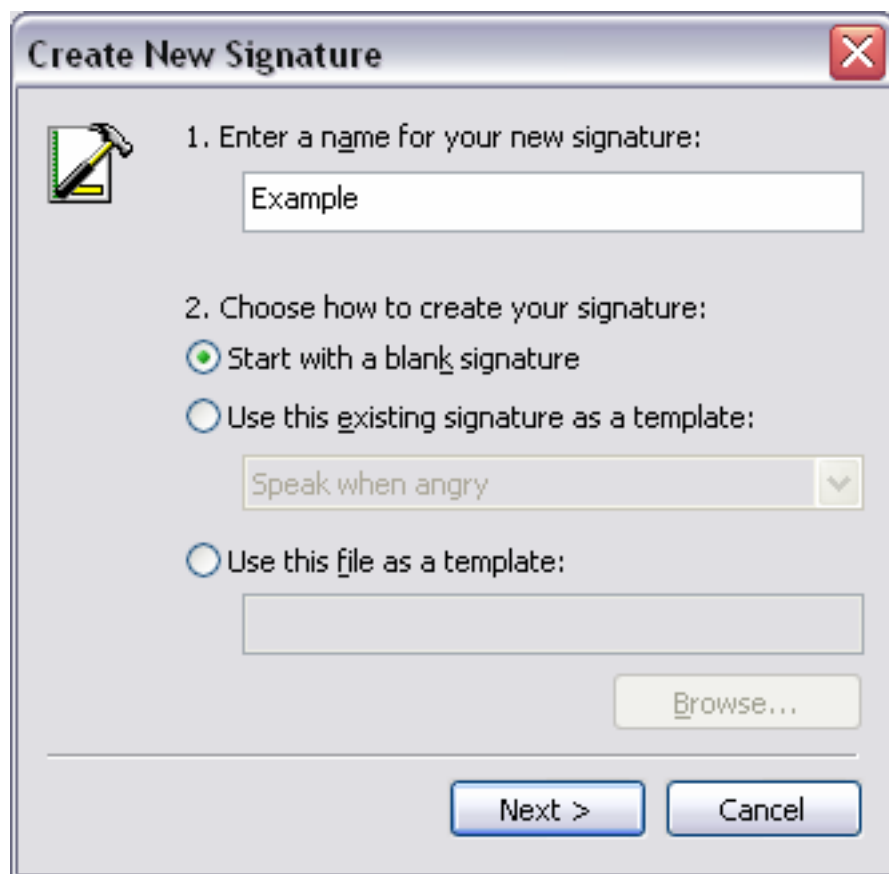 Create New Signature
1. Enter a name for your new signature:
Example
2. Choose how to create your signature:
Start with a blank signature
Use this existing signature as a template:
Speak when angry
Use this file as a template:
Browse...
Next >
Cancel